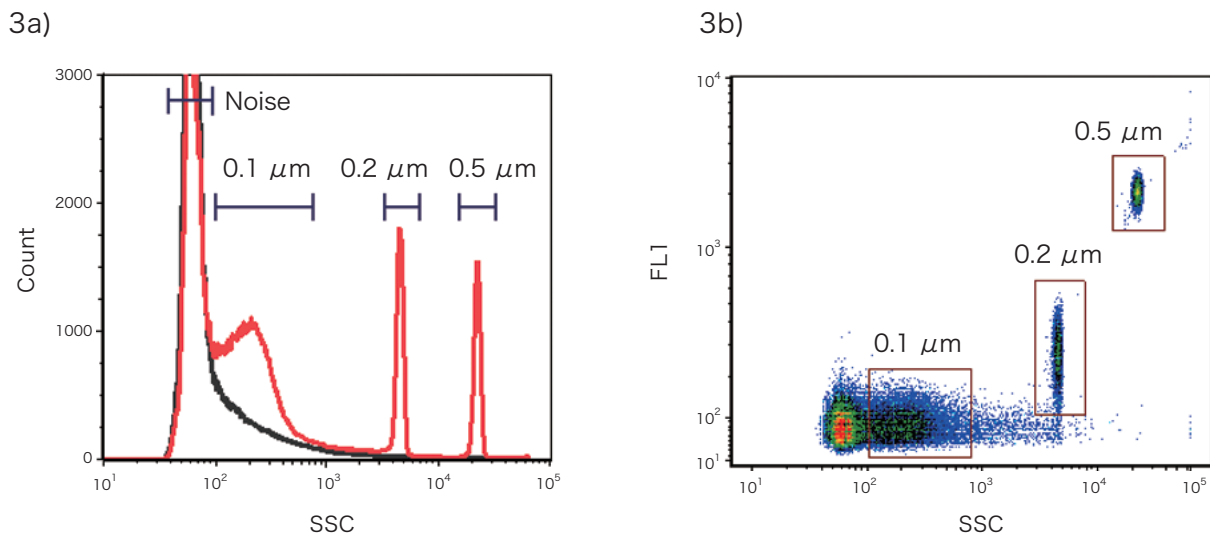 3a)
3000
2000
1000
0
Count
Noise
0.1 μm
0.2 μm
0.5 μm
10¹
10²
10³
10⁴
10⁵
SSC
3b)
10⁴
10³
10²
10¹
FL1
0.5 μm
0.2 μm
0.1 μm
10¹
10²
10³
10⁴
10⁵
SSC